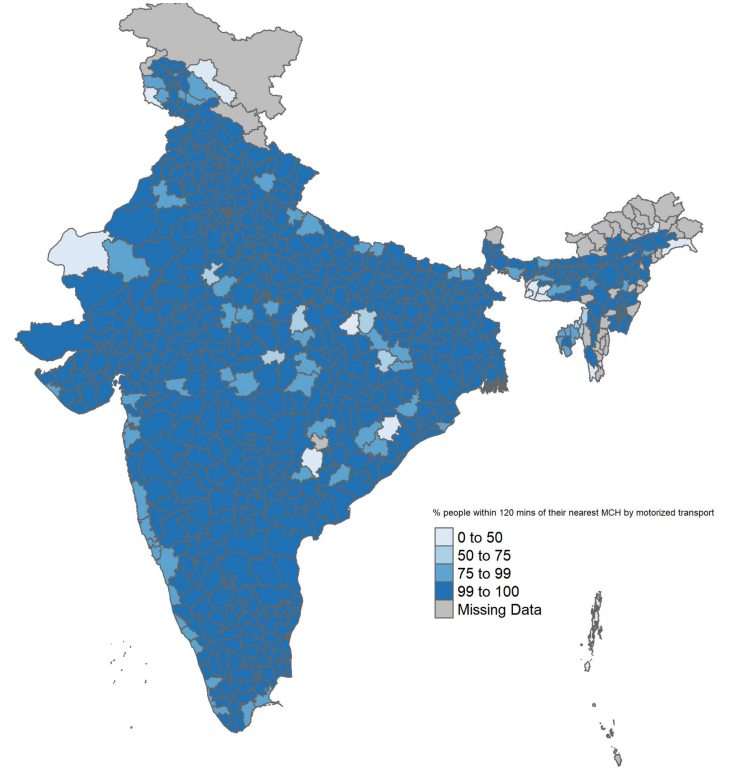 % people within 120 mins of their nearest MCH by motorized transport
0 to 50
50 to 75
75 to 99
99 to 100
Missing Data